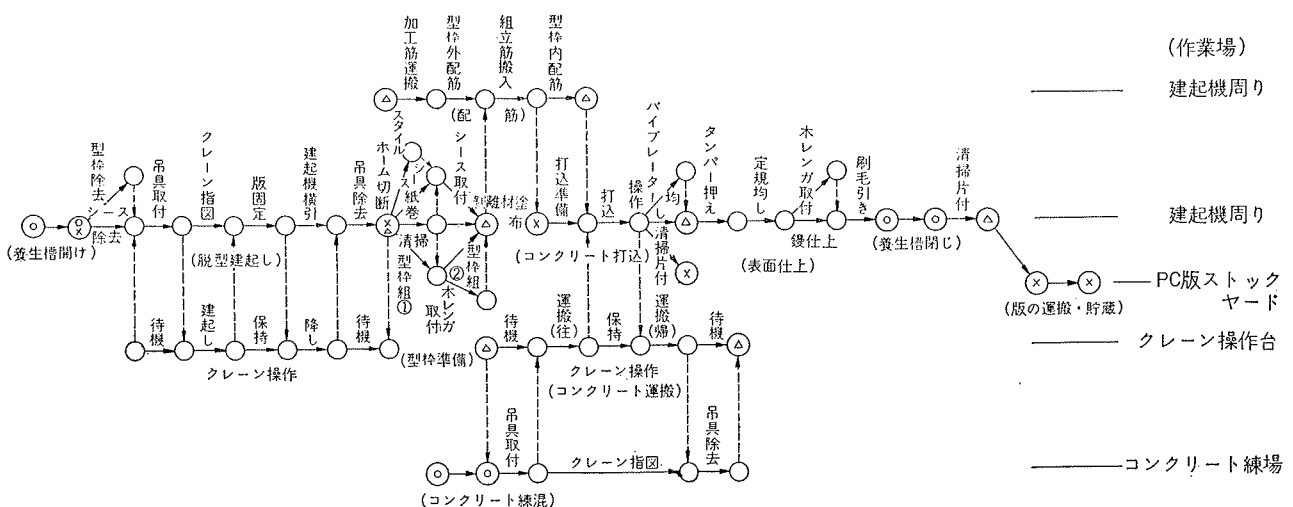 加工筋運搬
型枠外配筋
組立筋搬入
型枠内配筋
(配 筋)
(作業場)
建起機周り
型枠除去
シース
除去
吊具取付
クレーン指図
版固定
建起機横引
吊具除去
スタイル
ホーム切断
シース紙巻
シース取付
剥離材塗
布
打込準備
打込
バイブレーター
操作
均し
タンパー押え
定規均し
木レンガ取付
刷毛引き
清掃片付
建起機周り
(養生槽開け)
(脱型建起し)
清掃
型枠組①
②
型枠組
木レンガ
取付
(コンクリート打込)
清掃片付
(表面仕上)
鏝仕上
(養生槽閉じ)
(版の運搬・貯蔵)
PC版ストック
ヤード
待機
建起し
保持
降し
待機
(型枠準備)
クレーン操作
待機
運搬(往)
保持
運搬(帰)
待機
クレーン操作
(コンクリート運搬)
クレーン操作台
吊具取付
クレーン指図
吊具除去
(コンクリート練混)
コンクリート練場